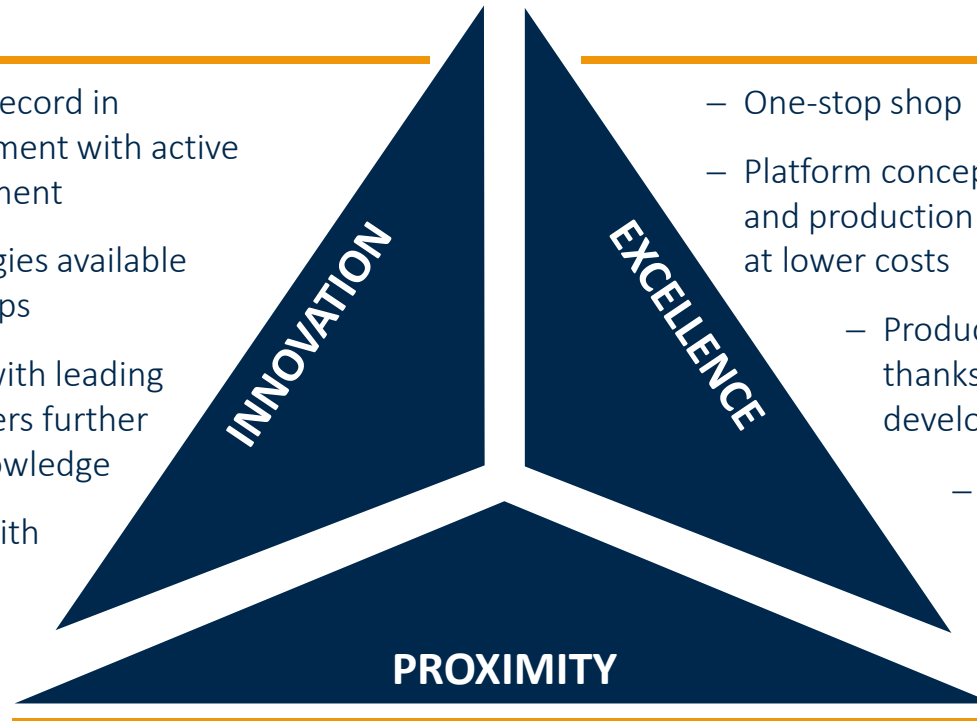 ecord in
ment with active
ment
gies available
ps
with leading
ers further
owledge
ith
INNOVATION
EXCELLENCE
– One-stop shop
– Platform concep
and production
at lower costs
– Produc
thanks
develo
–
PROXIMITY